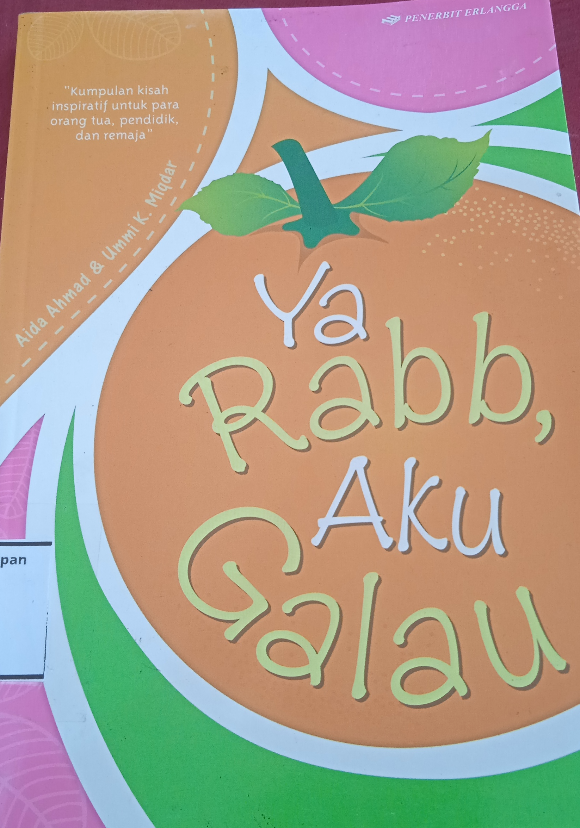 PENERBIT ERLANGGA
"Kumpulan kisah
inspiratif untuk para
orang tua, pendidik,
dan remaja"
Aida Ahmad & Ummi K. Miqdar
Ya
Rabb,
Aku
Galau
pan